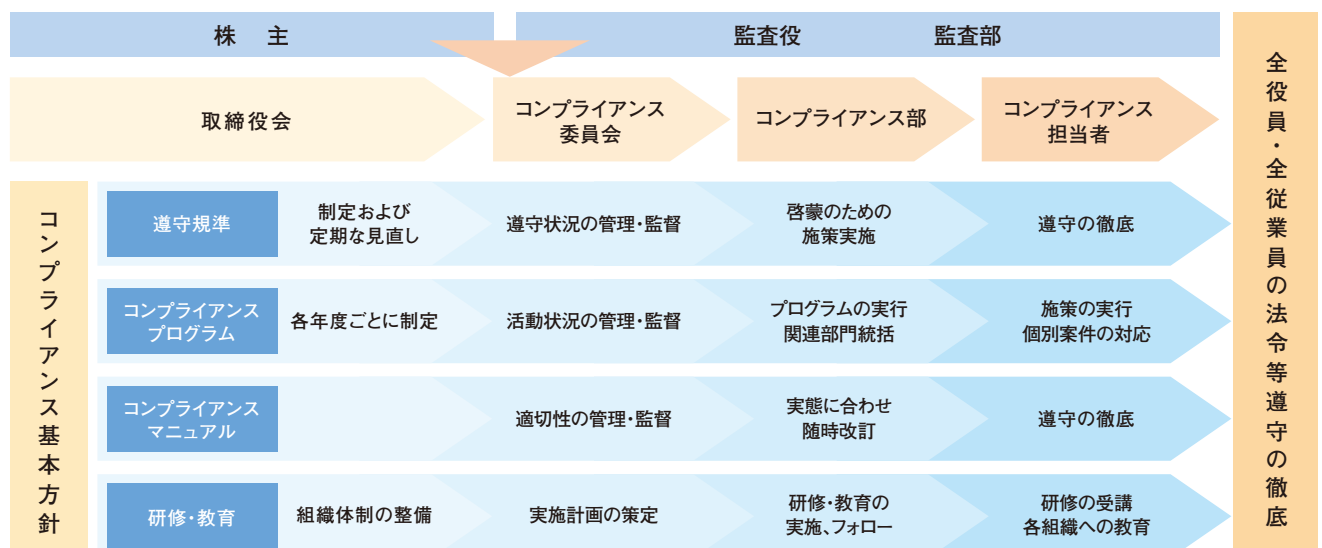 株 主
監査役 監査部
取締役会
コンプライアンス
委員会
コンプライアンス部
コンプライアンス
担当者
全役員・全従業員の法令等遵守の徹底
コンプライアンス基本方針
遵守規準
制定および
定期な見直し
遵守状況の管理・監督
啓蒙のための
施策実施
遵守の徹底
コンプライアンス
プログラム
各年度ごとに制定
活動状況の管理・監督
プログラムの実行
関連部門統括
施策の実行
個別案件の対応
コンプライアンス
マニュアル
適切性の管理・監督
実態に合わせ
随時改訂
遵守の徹底
研修・教育
組織体制の整備
実施計画の策定
研修・教育の
実施、フォロー
研修の受講
各組織への教育